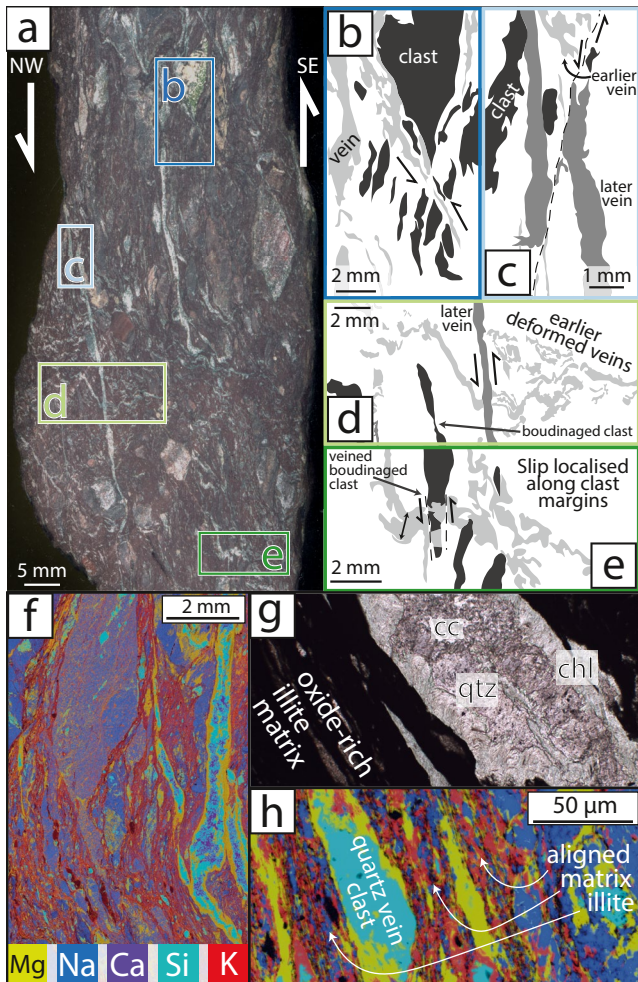 a
NW
SE
b
c
d
e
5 mm
b
clast
vein
2 mm
clast
earlier
vein
later
vein
c
1 mm
2 mm
later
vein
earlier
deformed veins
d
boudinaged clast
veined
boudinaged
clast
Slip localised
along clast
margins
2 mm
e
f
2 mm
Mg Na Ca Si K
g
cc
qtz
chl
oxide-rich
illite
matrix
h
50 µm
quartz vein
clast
aligned
matrix
illite